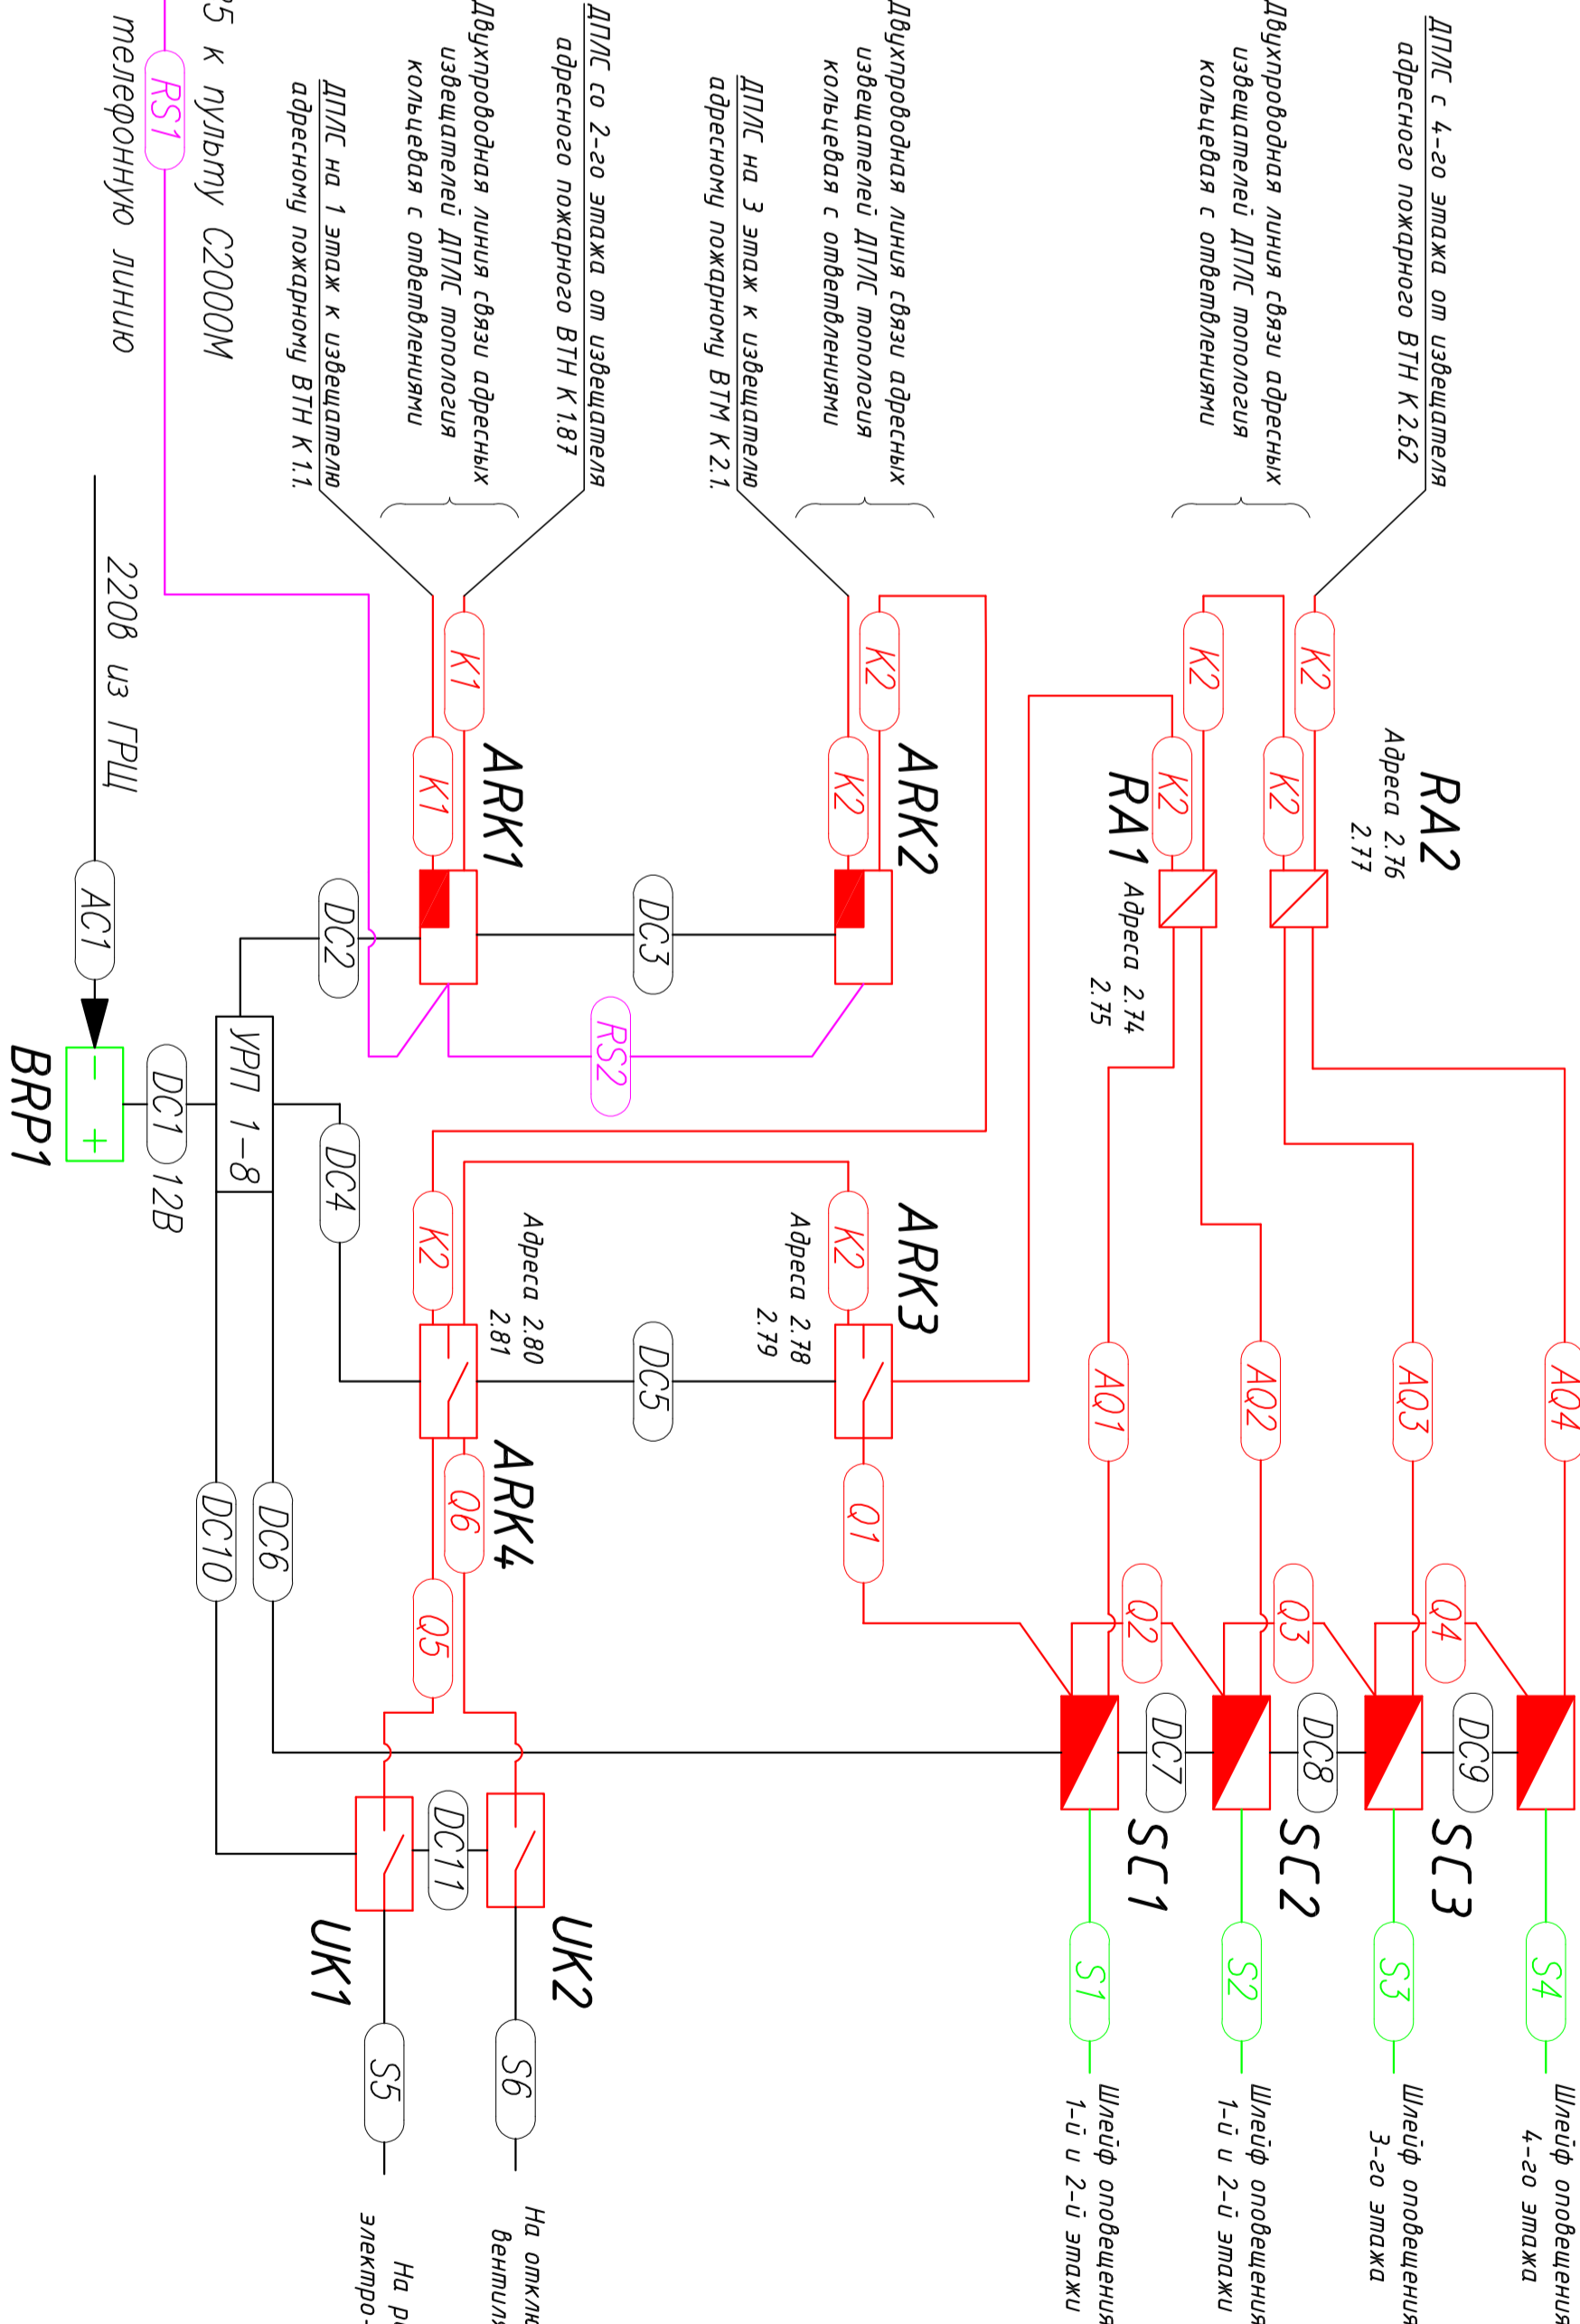 ДПЛС с 4-го этажа от извещателя
адресного пожарного ВТН К2.62
Двухпроводная линия связи адресных
извещателей ДПЛС топология
кольцевая с ответвлениями
Двухпроводная линия связи адресных
извещателей ДПЛС топология
кольцевая с ответвлениями
ДПЛС на 3 этаж к извещателю
адресному пожарному ВТМ К 2.1.
ДПЛС со 2-го этажа от извещателя
адресного пожарного ВТН К1.87
Двухпроводная линия связи адресных
извещателей ДПЛС топология
кольцевая с ответвлениями
ДПЛС на 1 этаж к извещателю
адресному пожарному ВТН К 1.1.
к пульту С2000М
телефонную линию
RS1
220В из ГРЩ
K2
K2
K2
K2
K2
K2
K1
K1
RA2
Адреса 2.76
2.77
RA1
Адреса 2.74
2.75
ARK2
ARK1
AC1
DC2
DC3
RS2
УРП 1-8
BRP1
DC1
12В
DC4
K2
K2
ARK3
Адреса 2.78
2.79
Адреса 2.80
2.81
ARK4
DC5
AQ4
AQ3
AQ2
AQ1
Q1
Q6
Q5
DC6
DC10
Q4
Q3
Q2
DC9
DC8
DC7
SC3
SC2
SC1
DC11
UK2
UK1
S4
S3
S2
S1
S6
S5
Шлейф оповещения
4-го этажа
Шлейф оповещения
3-го этажа
Шлейф оповещения
1-й и 2-й этажи
Шлейф оповещения
1-й и 2-й этажи
На
На
электро-